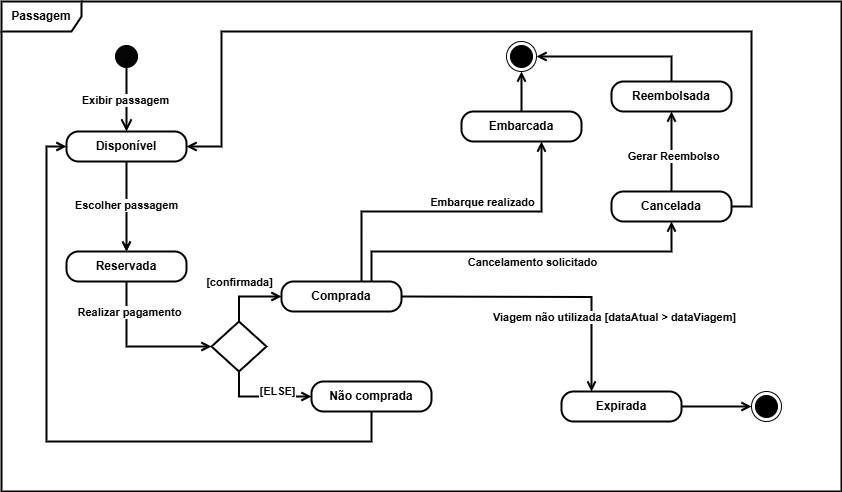 Passagem
Exibir passagem
Disponível
Escolher passagem
Reservada
Realizar pagamento
[confirmada]
Comprada
[ELSE]
Não comprada
Embarque realizado
Embarcada
Cancelamento solicitado
Cancelada
Gerar Reembolso
Reembolsada
Viagem não utilizada [dataAtual > dataViagem]
Expirada